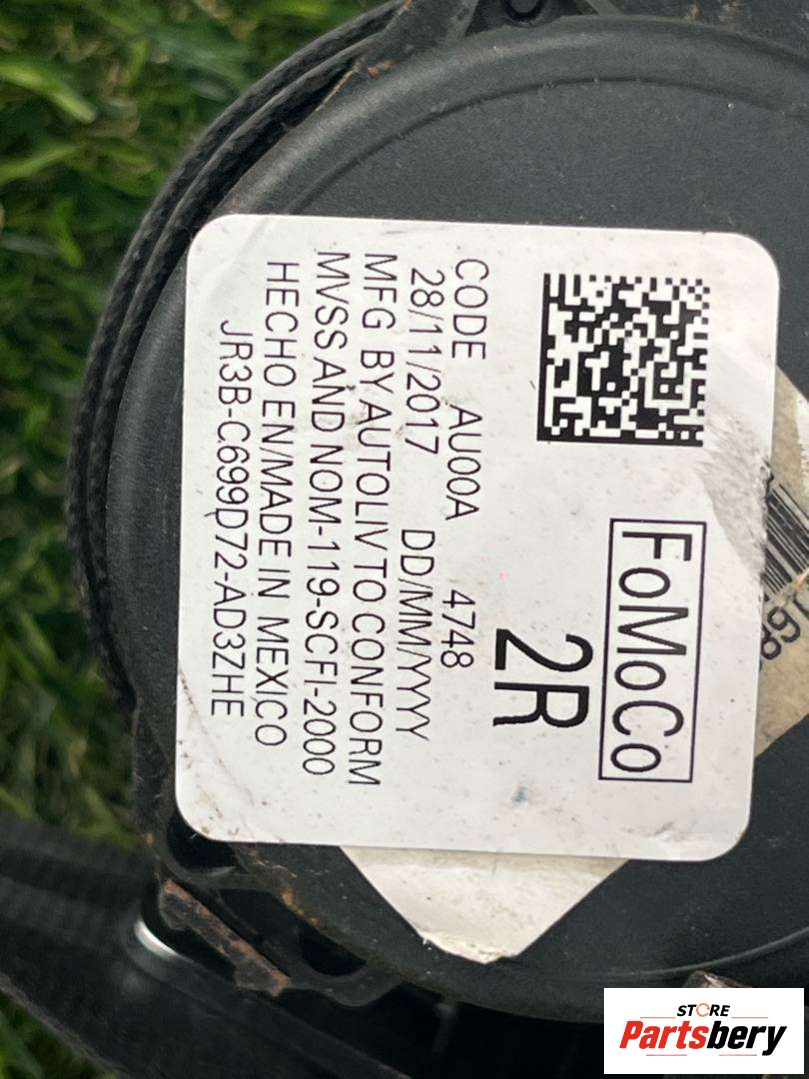 FoMoCo
2R
CODE AU00A 4748
28/11/2017 DD/MM/YYYY
MFG BY AUTOLIV TO CONFORM
MVSS AND NOM-119-SCFI-2000
HECHO EN/MADE IN MEXICO
JR3B-C699D72-AD3ZHE
STORE
Partsbery